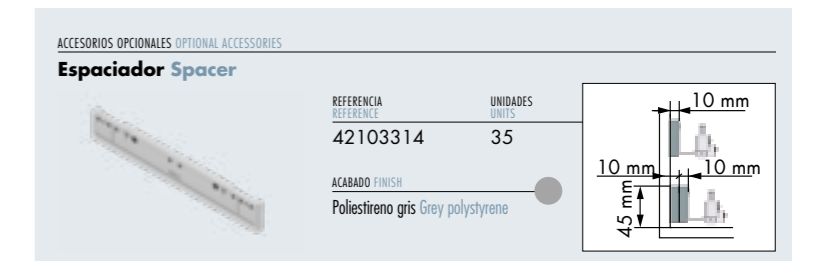 ACCESORIOS OPCIONALES OPTIONAL ACCESSORIES
Espaciador Spacer
REFERENCIA
REFERENCE
UNIDADES
UNITS
42103314
35
ACABADO FINISH
Poliestireno gris Grey polystyrene
10 mm
10 mm
10 mm
45 mm